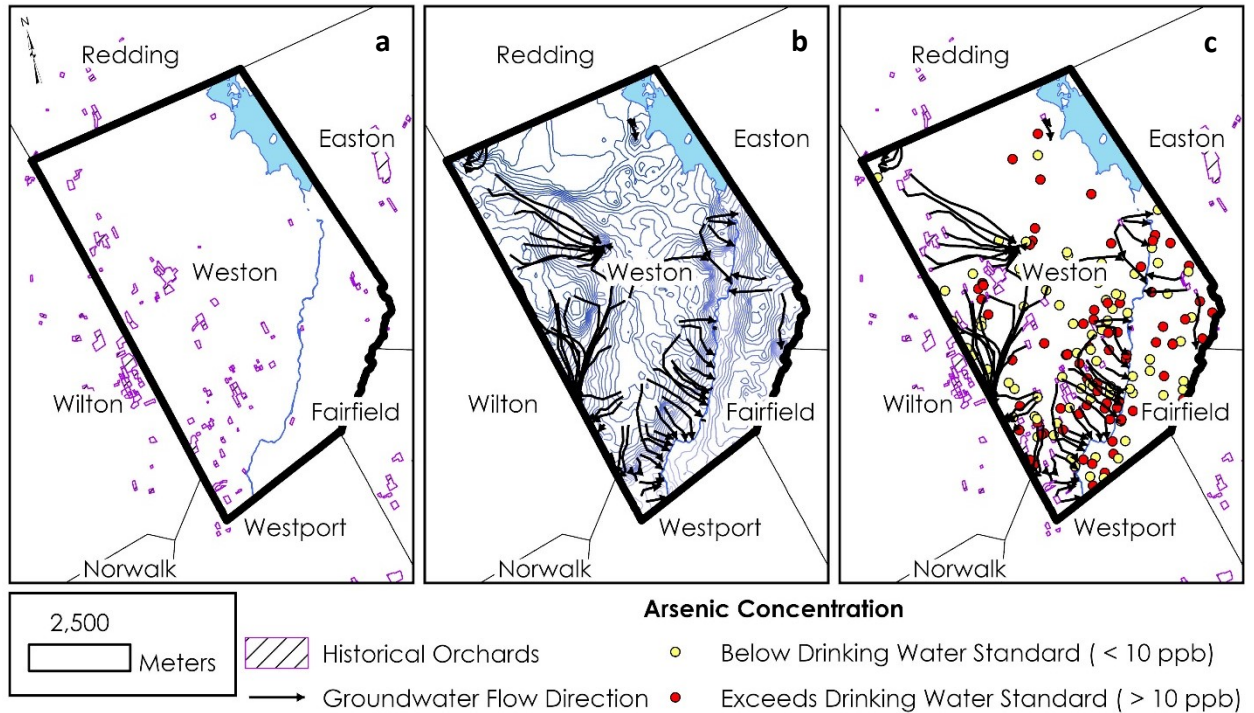 N
a
Redding
Easton
Weston
Wilton
Fairfield
Westport
Norwalk
b
Redding
Easton
Weston
Wilton
Fairfield
Westport
Norwalk
c
Redding
Easton
Weston
Wilton
Fairfield
Westport
Norwalk
2,500
Meters
Historical Orchards
Groundwater Flow Direction
Arsenic Concentration
Below Drinking Water Standard ( < 10 ppb)
Exceeds Drinking Water Standard ( > 10 ppb)